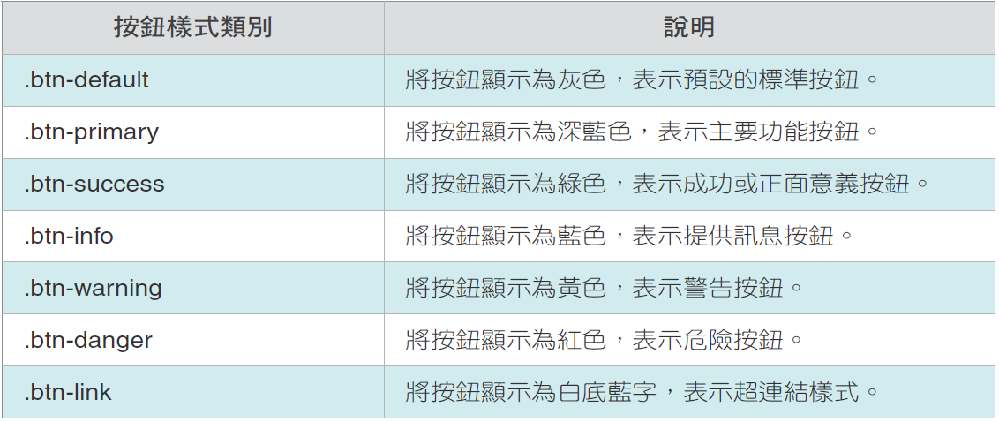 按鈕樣式類別 說明
.btn-default 將按鈕顯示為灰色，表示預設的標準按鈕。
.btn-primary 將按鈕顯示為深藍色，表示主要功能按鈕。
.btn-success 將按鈕顯示為綠色，表示成功或正面意義按鈕。
.btn-info 將按鈕顯示為藍色，表示提供訊息按鈕。
.btn-warning 將按鈕顯示為黃色，表示警告按鈕。
.btn-danger 將按鈕顯示為紅色，表示危險按鈕。
.btn-link 將按鈕顯示為白底藍字，表示超連結樣式。